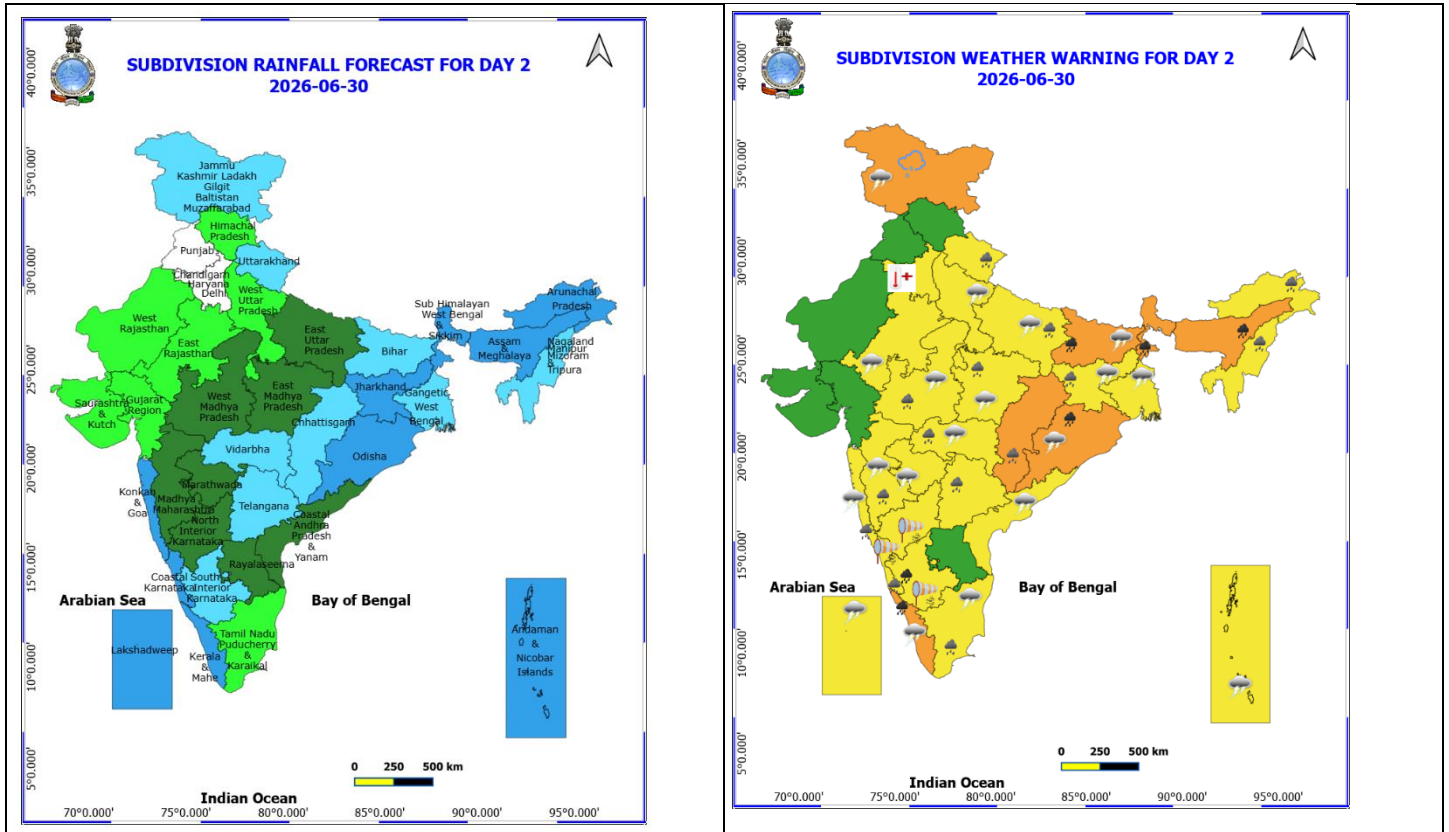 SUBDIVISION RAINFALL FORECAST FOR DAY 2
2026-06-30
40°0.000'
35°0.000'
30°0.000'
25°0.000'
20°0.000'
15°0.000'
10°0.000'
5°0.000'
Jammu
Kashmir Ladakh
Gilgit
Baltistan
Muzaffarabad
Himachal
Pradesh
Punjab
Uttarakhand
Chandigarh
Haryana
Delhi
West
Uttar
Pradesh
West
Rajasthan
East
Rajasthan
East
Uttar
Pradesh
Bihar
Sub Himalayan
West Bengal
&
Sikkim
Arunachal
Pradesh
Assam
&
Meghalaya
Nagaland
Manipur
Mizoram
&
Tripura
Saurashtra
&
Kutch
Gujarat
Region
West
Madhya
Pradesh
East
Madhya
Pradesh
Jharkhand
Gangetic
West
Bengal
Chhattisgarh
Vidarbha
Odisha
Konkan
&
Goa
Madhya
Maharashtra
Marathwada
North
Interior
Karnataka
Telangana
Coastal
Andhra
Pradesh
&
Yanam
Rayalaseema
Coastal
Karnataka
South
Interior
Karnataka
Tamil Nadu
Puducherry
&
Karaikal
Kerala
&
Mahe
Arabian Sea
Bay of Bengal
Lakshadweep
Andaman
&
Nicobar
Islands
0 250 500 km
Indian Ocean
70°0.000' 75°0.000' 80°0.000' 85°0.000' 90°0.000' 95°0.000'
SUBDIVISION WEATHER WARNING FOR DAY 2
2026-06-30
40°0.000'
35°0.000'
30°0.000'
25°0.000'
20°0.000'
15°0.000'
10°0.000'
5°0.000'
Arabian Sea
Bay of Bengal
0 250 500 km
Indian Ocean
70°0.000' 75°0.000' 80°0.000' 85°0.000' 90°0.000' 95°0.000'